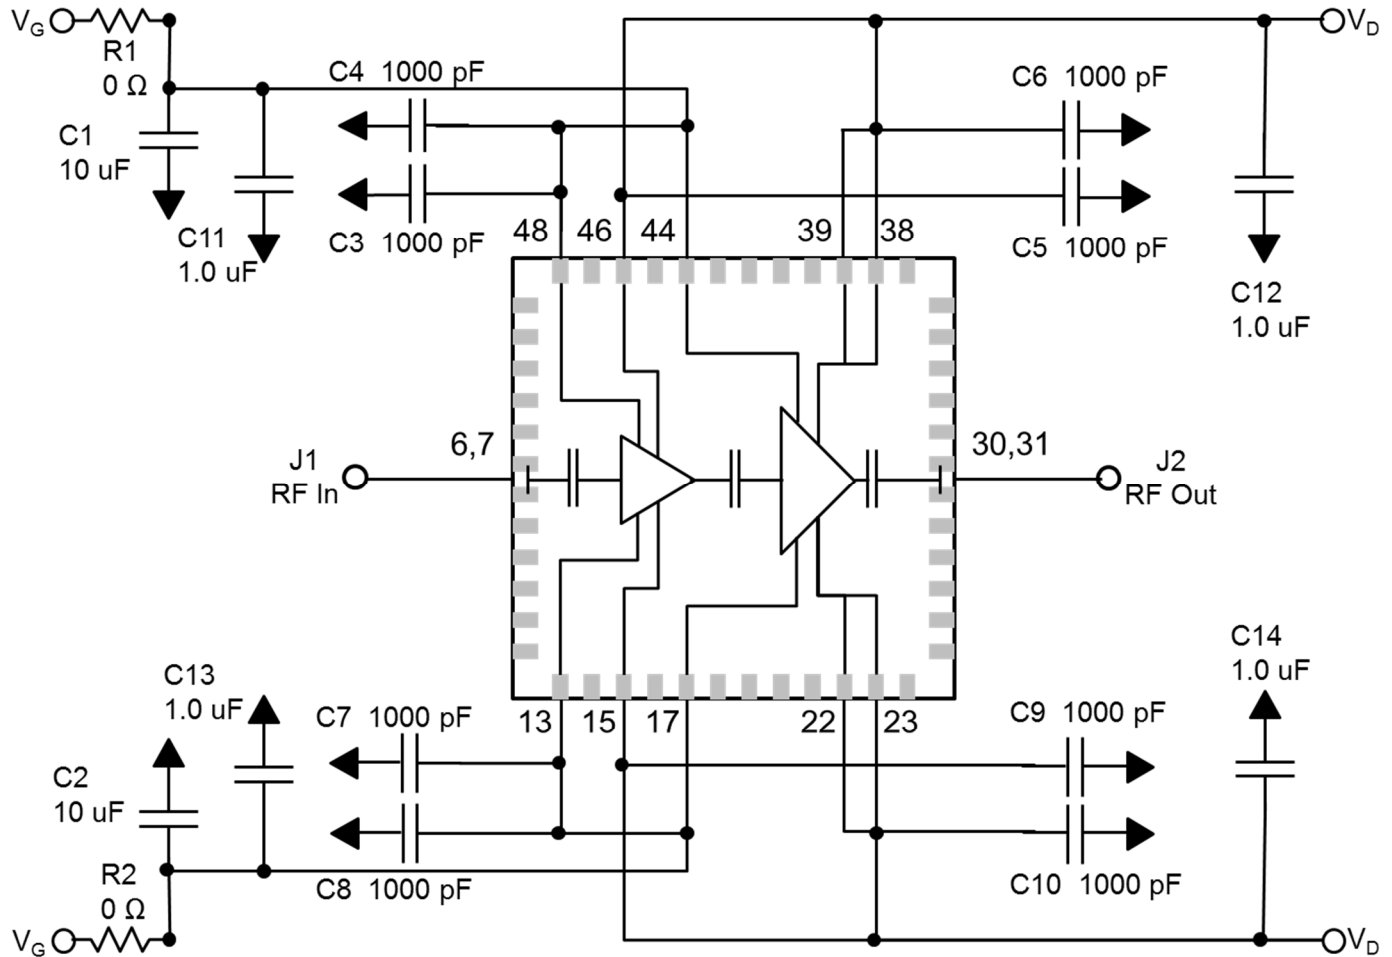 VG
R1
0 Ω
C4 1000 pF
C6 1000 pF
VD
C1
10 uF
C11
1.0 uF
C3 1000 pF
48 46 44
39 38
C5 1000 pF
C12
1.0 uF
J1
RF In
6,7
30,31
J2
RF Out
C13
1.0 uF
C2
10 uF
R2
0 Ω
VG
C7 1000 pF
C8 1000 pF
13 15 17
22 23
C9 1000 pF
C10 1000 pF
C14
1.0 uF
VD